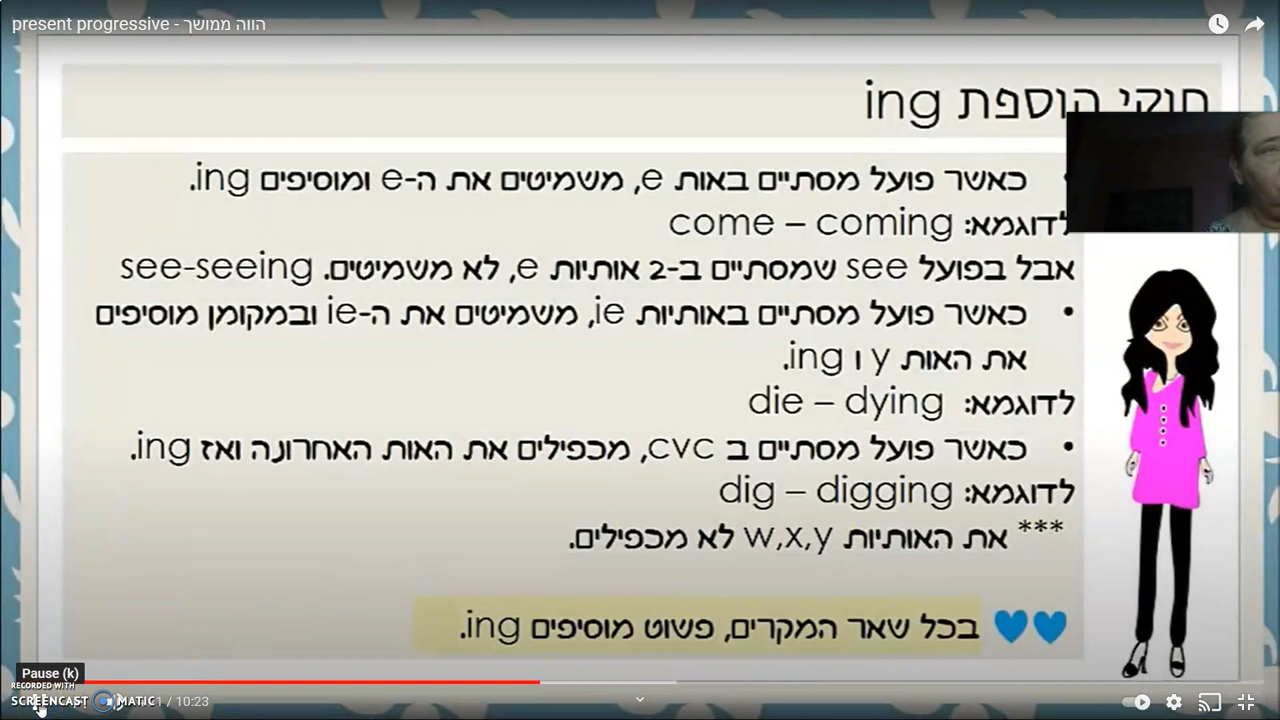 present progressive - הווה ממושך
חוקי הוספת ing
• כאשר פועל מסתיים באות e, משמיטים את ה-e ומוסיפים ing.
לדוגמא: come – coming
אבל בפועל see שמסתיים ב-2 אותיות e, לא משמיטים. see-seeing
• כאשר פועל מסתיים באותיות ie, משמיטים את ה-ie ובמקומן מוסיפים
את האות y ו ing.
לדוגמא: die – dying
• כאשר פועל מסתיים ב cvc, מכפילים את האות האחרונה ואז ing.
לדוגמא: dig – digging
*** את האותיות w,x,y לא מכפילים.
בכל שאר המקרים, פשוט מוסיפים ing.
Pause (k)
RECORDED WITH
SCREENCAST MATIC
/ 10:23